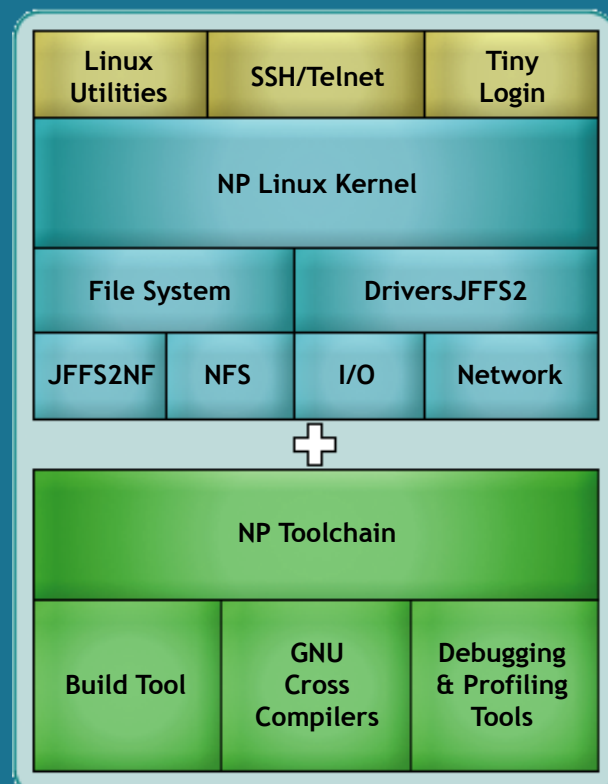 Linux
Utilities
SSH/Telnet
Tiny
Login
NP Linux Kernel
File System
DriversJFFS2
JFFS2NF
NFS
I/O
Network
NP Toolchain
Build Tool
GNU
Cross
Compilers
Debugging
& Profiling
Tools